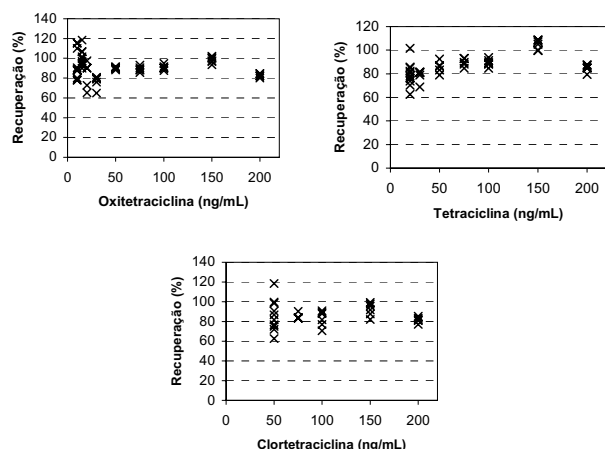 Recuperação (%)
140
120
100
80
60
40
20
0
0 50 100 150 200
Oxitetraciclina (ng/mL)
Recuperação (%)
120
100
80
60
40
20
0
0 50 100 150 200
Tetraciclina (ng/mL)
Recuperação (%)
140
120
100
80
60
40
20
0
0 50 100 150 200
Clortetraciclina (ng/mL)